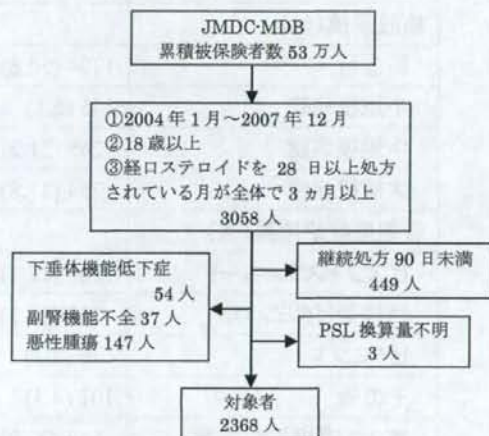 JMDC・MDB
累積被保険者数 53 万人
①2004 年 1 月～2007 年 12 月
②18 歳以上
③経口ステロイドを 28 日以上処方
されている月が全体で 3 ヵ月以上
3058 人
下垂体機能低下症
54 人
副腎機能不全 37 人
悪性腫瘍 147 人
継続処方 90 日未満
449 人
PSL 換算量不明
3 人
対象者
2368 人